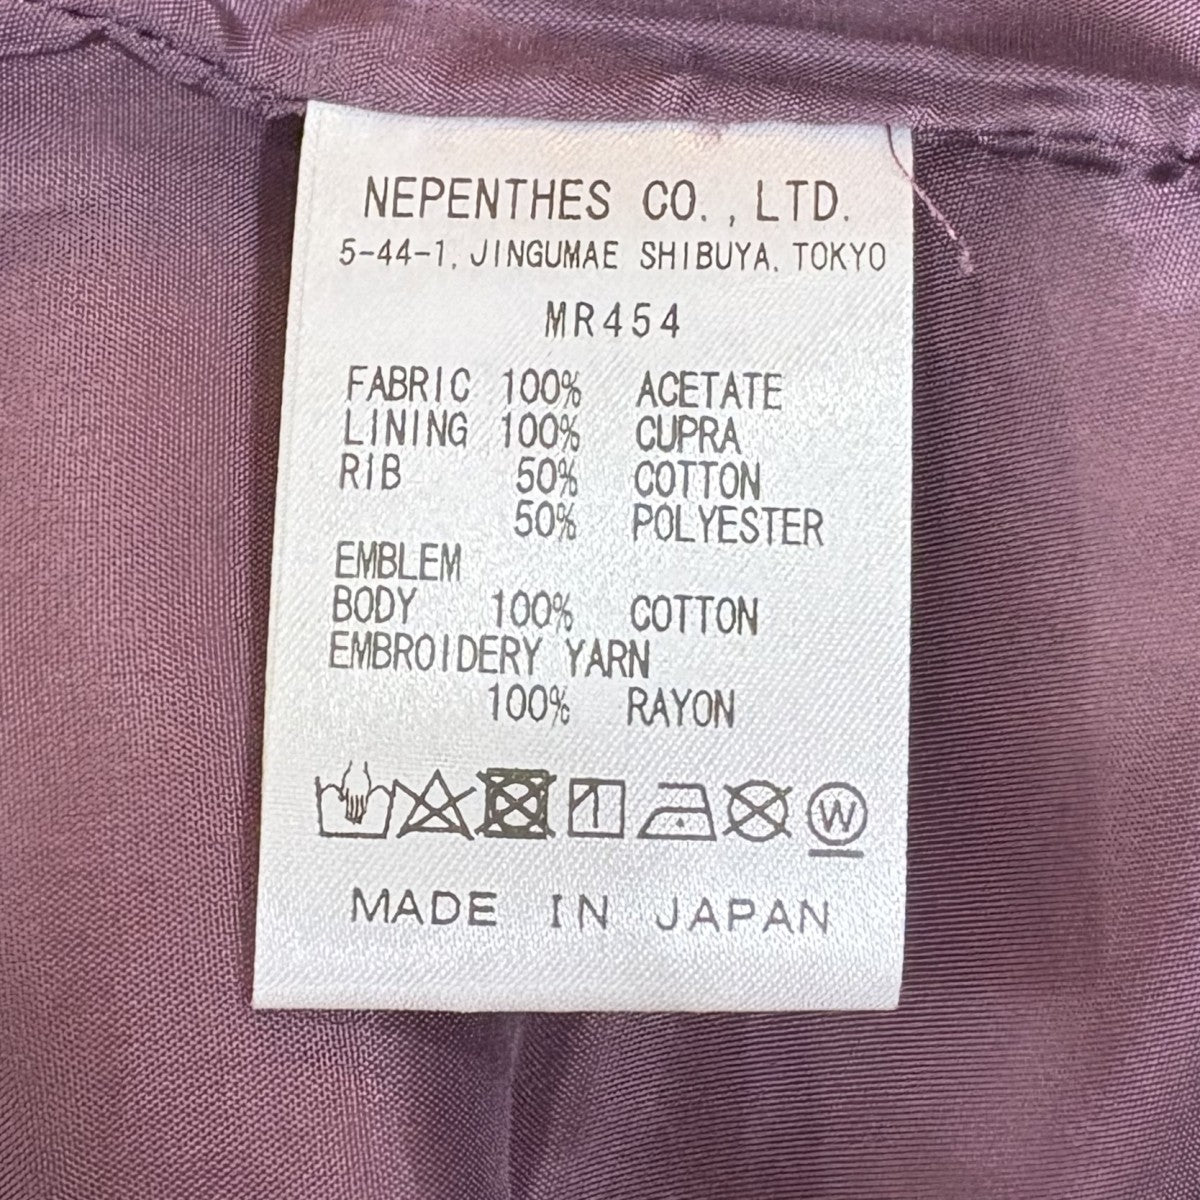 NEPENTHES CO., LTD.
5-44-1, JINGUMAE SHIBUYA, TOKYO
MR454
FABRIC 100% ACETATE
LINING 100% CUPRA
RIB 50% COTTON
50% POLYESTER
EMBLEM
BODY 100% COTTON
EMBROIDERY YARN
100% RAYON
W
MADE IN JAPAN